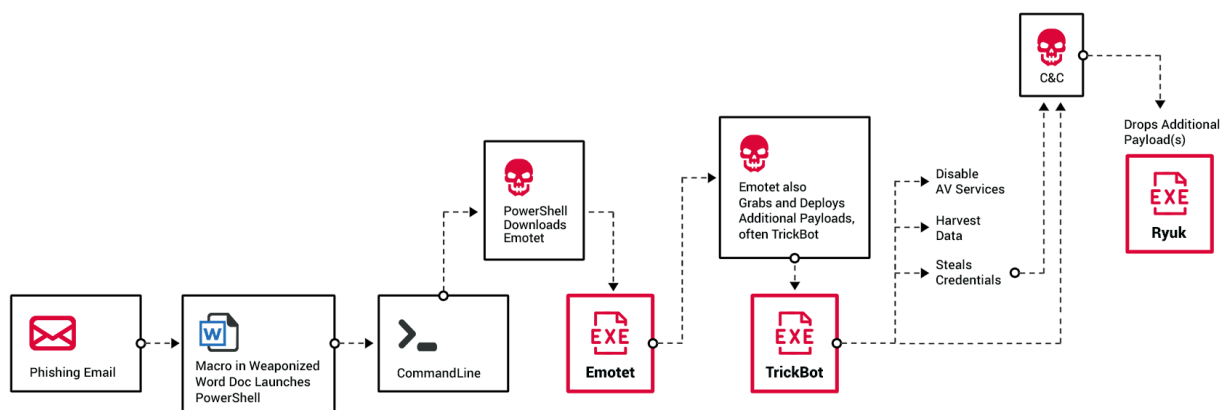 Phishing Email
W
Macro in Weaponized
Word Doc Launches
PowerShell
CommandLine
PowerShell
Downloads
Emotet
EXE
Emotet
Emotet also
Grabs and Deploys
Additional Payloads,
often TrickBot
EXE
TrickBot
Disable
AV Services
Harvest
Data
Steals
Credentials
C&C
Drops Additional
Payload(s)
EXE
Ryuk